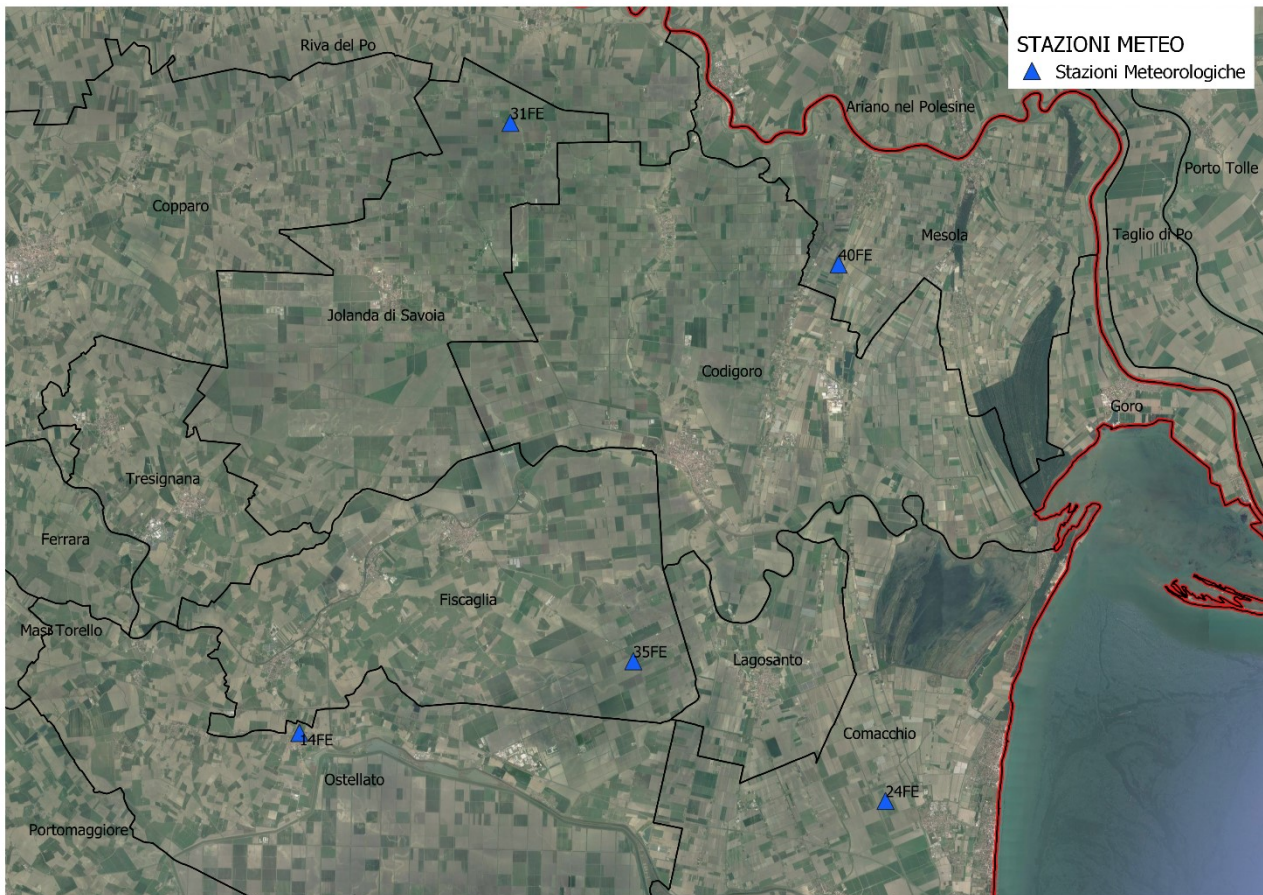 STAZIONI METEO
Stazioni Meteorologiche
Riva del Po
Ariano nel Polesine
31FE
Porto Tolle
Copparo
Mesola
Taglio di Po
40FE
Jolanda di Savoia
Codigoro
Goro
Tresignana
Ferrara
Fiscaglia
Masi Torello
35FE
Lagosanto
14FE
Comacchio
Ostellato
24FE
Portomaggiore